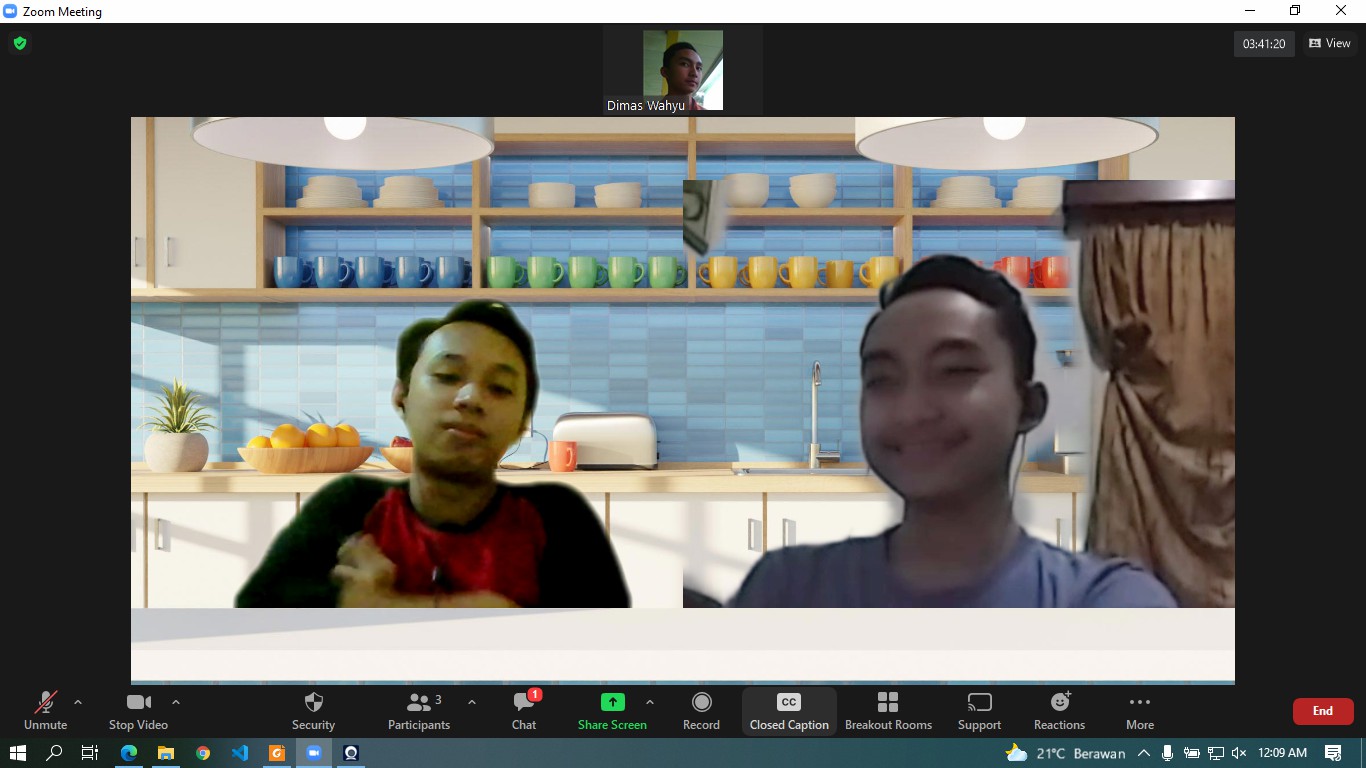 Zoom Meeting
03:41:20
View
Dimas Wahyu
Unmute
Stop Video
Security
3
Participants
1
Chat
Share Screen
Record
CC
Closed Caption
Breakout Rooms
Support
Reactions
More
End
21°C Berawan
12:09 AM